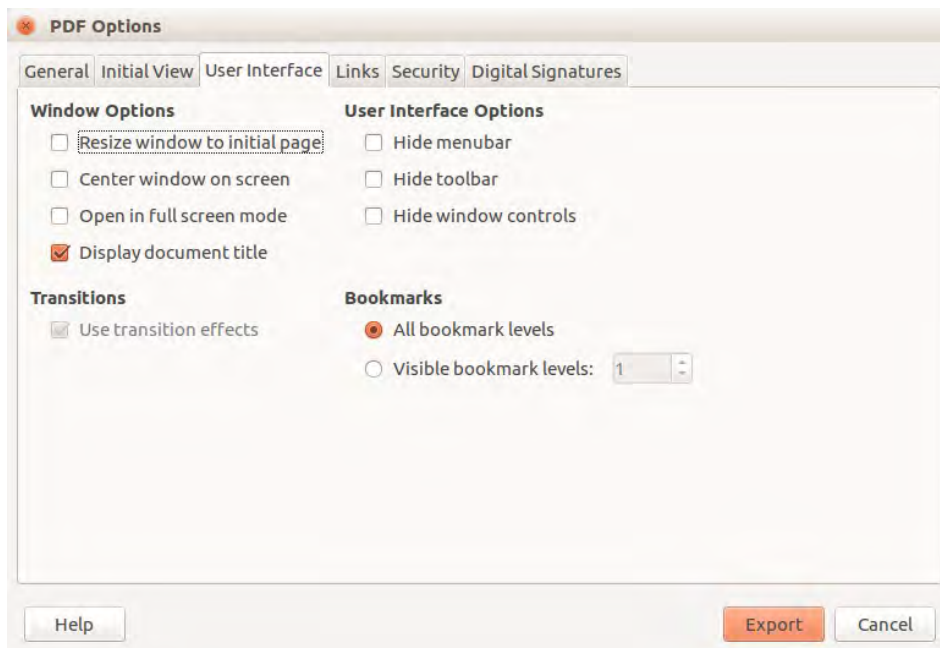 PDF Options
General Initial View User Interface Links Security Digital Signatures
Window Options
Resize window to initial page
Center window on screen
Open in full screen mode
Display document title
User Interface Options
Hide menubar
Hide toolbar
Hide window controls
Transitions
Use transition effects
Bookmarks
All bookmark levels
Visible bookmark levels: 1
Help Export Cancel